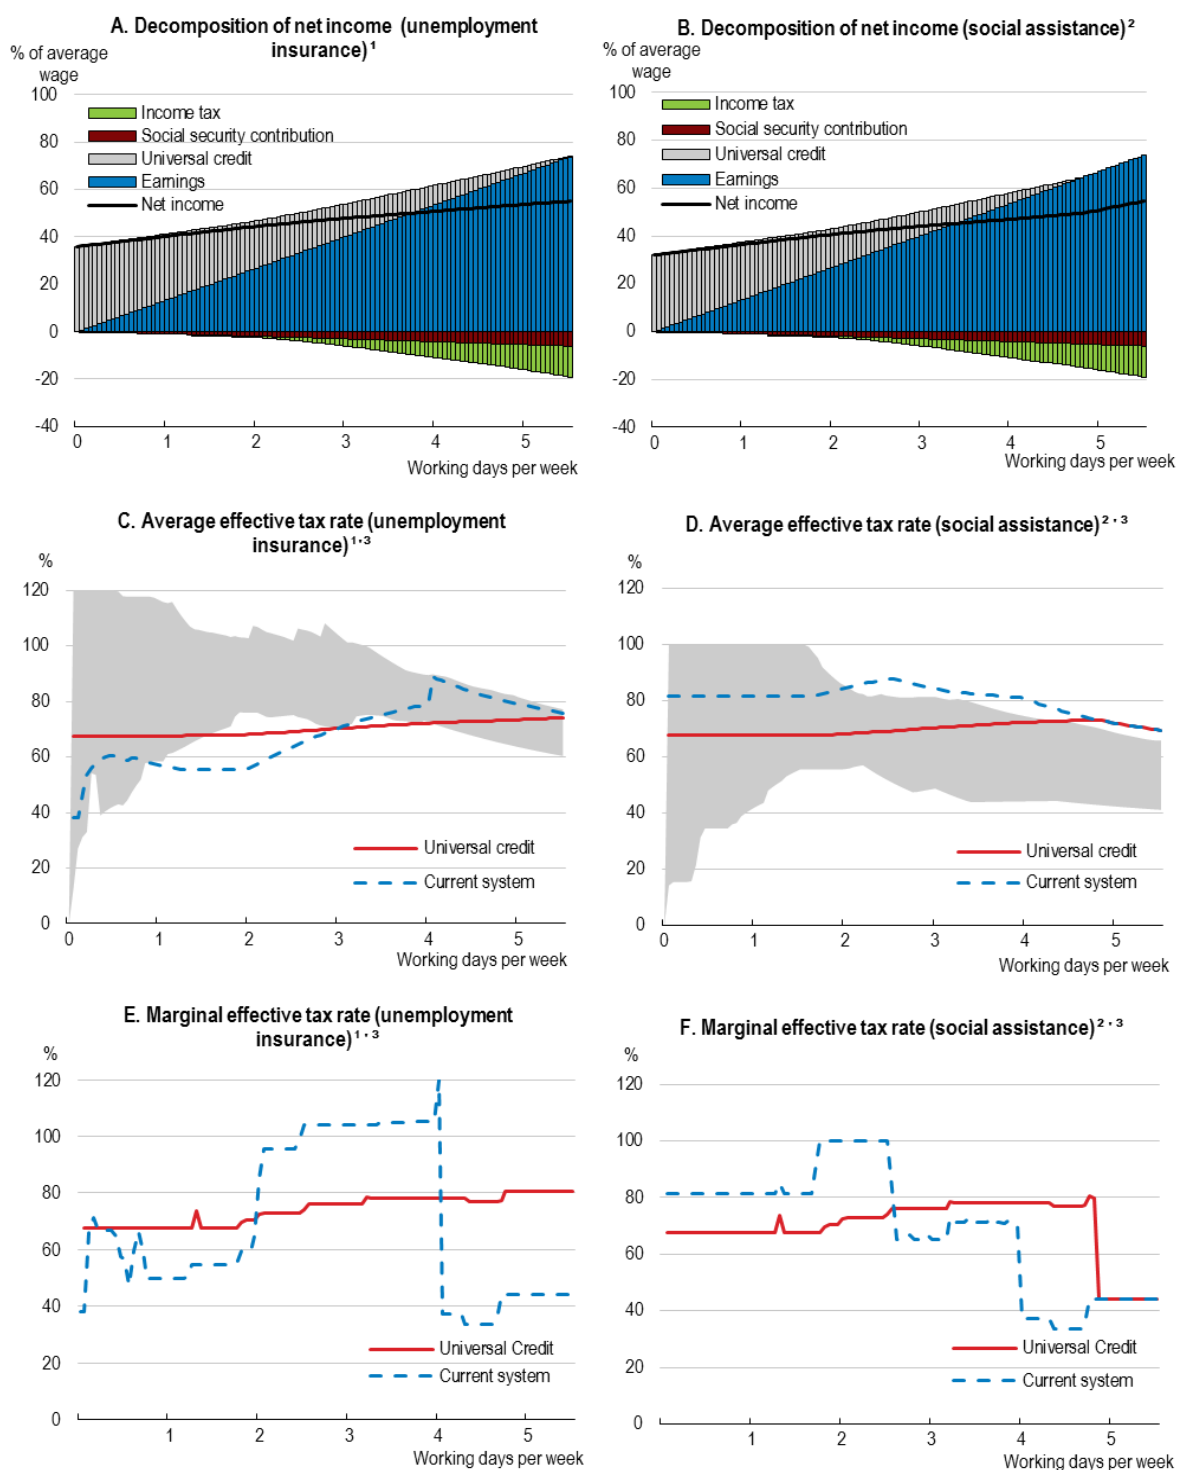 A. Decomposition of net income (unemployment
insurance)¹
% of average
wage
100
80
60
40
20
0
-20
-40
Income tax
Social security contribution
Universal credit
Earnings
Net income
0 1 2 3 4 5
Working days per week
B. Decomposition of net income (social assistance)²
% of average
wage
100
80
60
40
20
0
-20
-40
Income tax
Social security contribution
Universal credit
Earnings
Net income
0 1 2 3 4 5
Working days per week
C. Average effective tax rate (unemployment
insurance)¹·³
%
120
100
80
60
40
20
0
Universal credit
Current system
0 1 2 3 4 5
Working days per week
D. Average effective tax rate (social assistance)²·³
%
120
100
80
60
40
20
0
Universal credit
Current system
0 1 2 3 4 5
Working days per week
E. Marginal effective tax rate (unemployment
insurance)¹·³
%
120
100
80
60
40
20
0
Universal Credit
Current system
1 2 3 4 5
Working days per week
F. Marginal effective tax rate (social assistance)²·³
%
120
100
80
60
40
20
0
Universal Credit
Current system
1 2 3 4 5
Working days per week